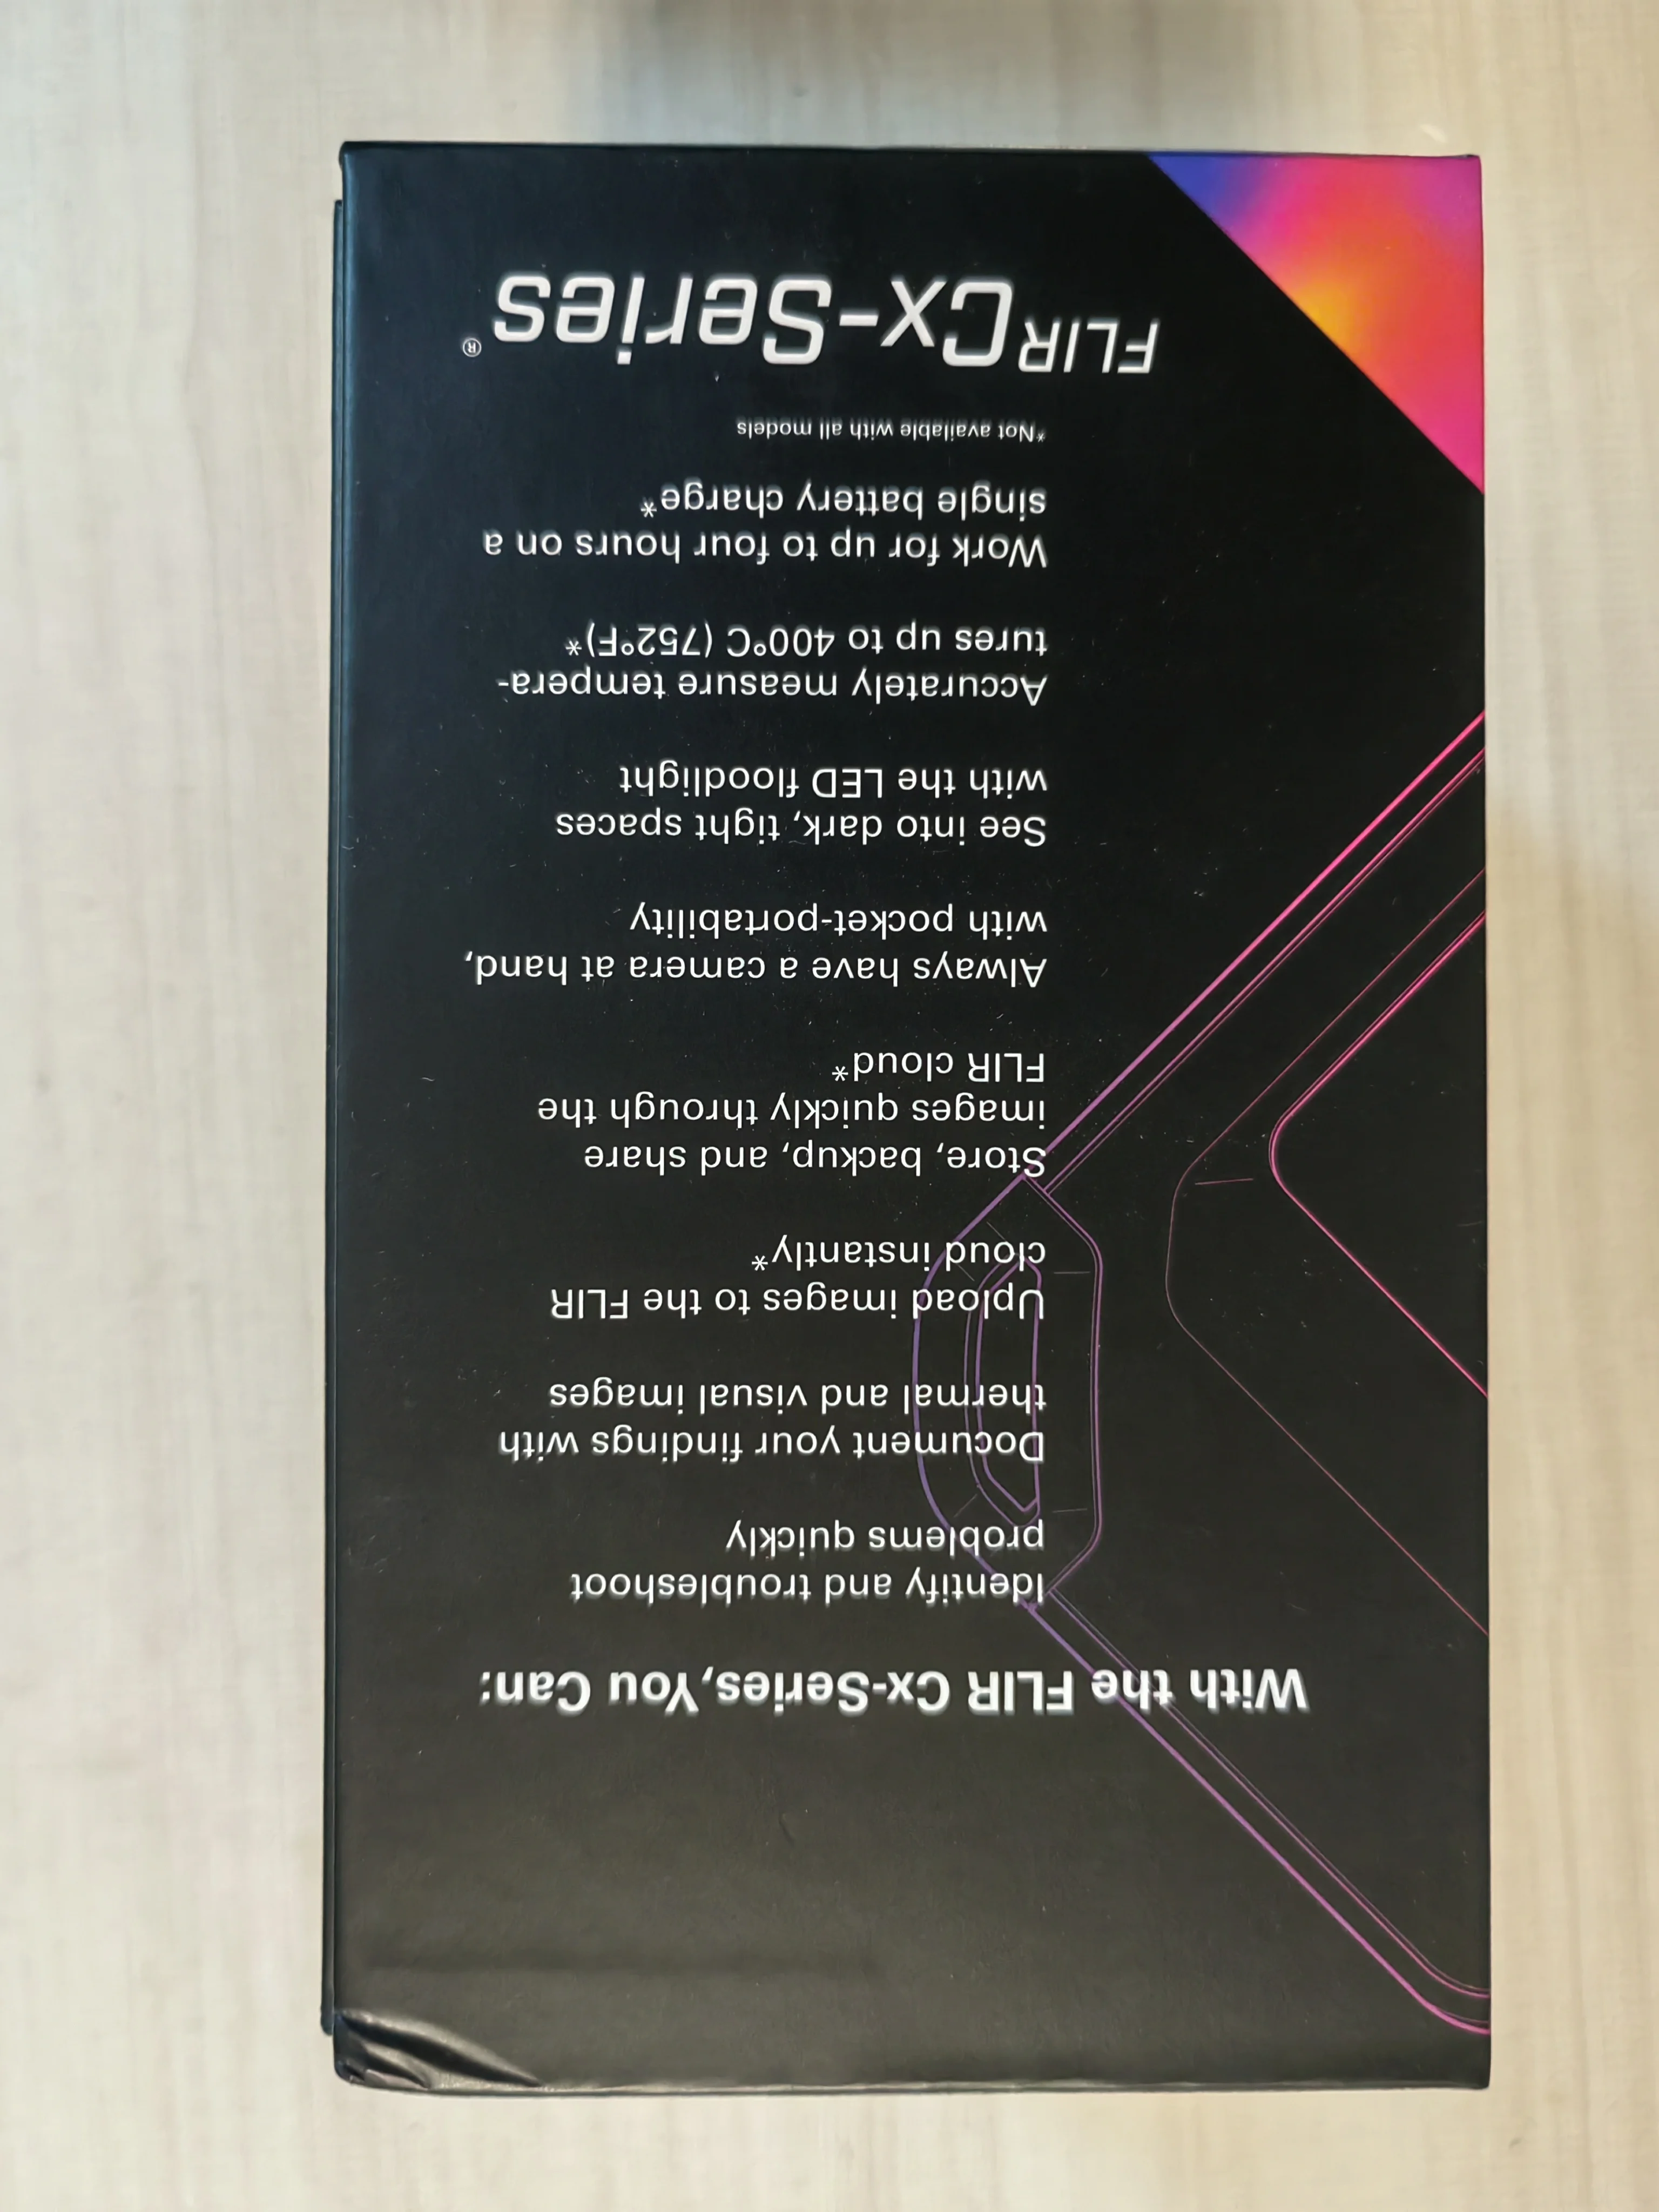 With the FLIR Cx-Series, You Can:
Identify and troubleshoot
problems quickly
Document your findings with
thermal and visual images
Upload images to the FLIR
cloud instantly*
Store, backup, and share
images quickly through the
FLIR cloud*
Always have a camera at hand,
with pocket-portability
See into dark, tight spaces
with the LED floodlight
Accurately measure tempera-
tures up to 400°C (752°F)*
Work for up to four hours on a
single battery charge*
*Not available with all models
FLIR Cx-Series®